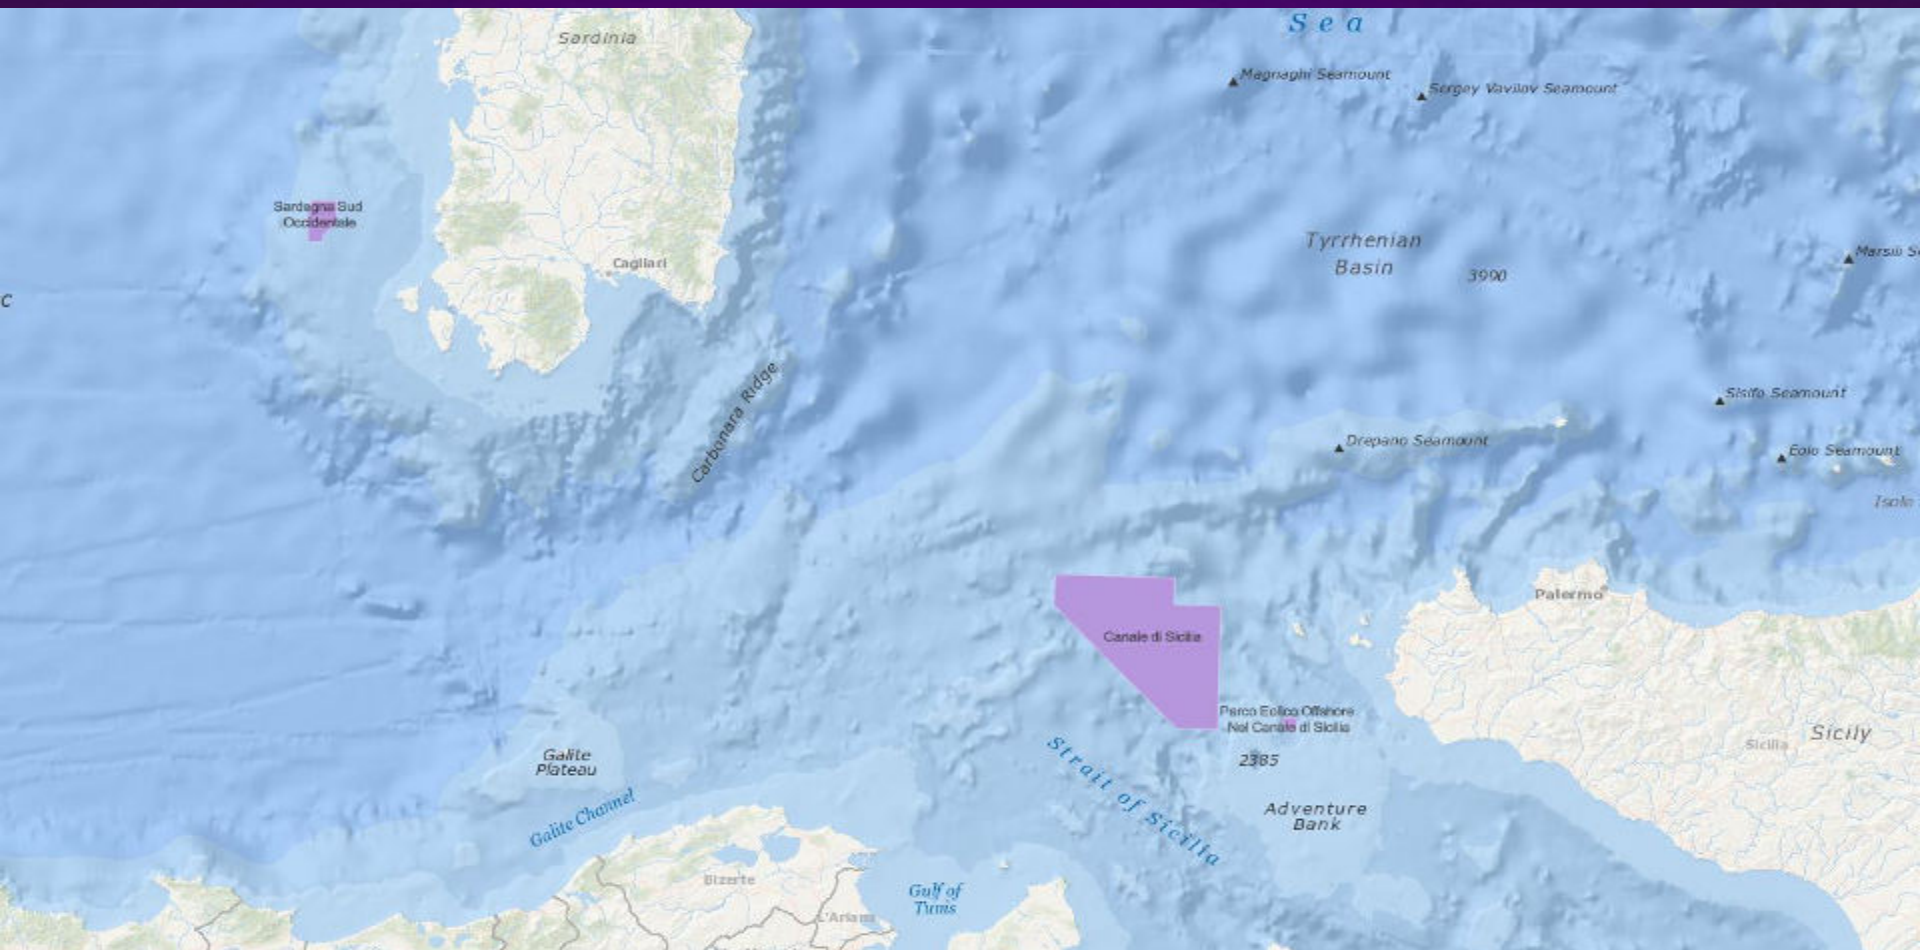 Sea
Sardinia
Magnaghi Seamount
Sergey Vavilov Seamount
Sardegna Sud
Occidentale
Tyrrhenian
Basin
3990
Marsili S
Cagliari
c
Carbonara Ridge
Sisifo Seamount
Drepano Seamount
Eolo Seamount
Isole
Palermo
Canale di Sicilia
Parco Eolico Offshore
Nel Canale di Sicilia
Sicilia
Sicily
Galite
Plateau
2385
Strait of Sicilia
Galite Channel
Adventure
Bank
Bizerte
Gulf of
Tunis
L'Ariana